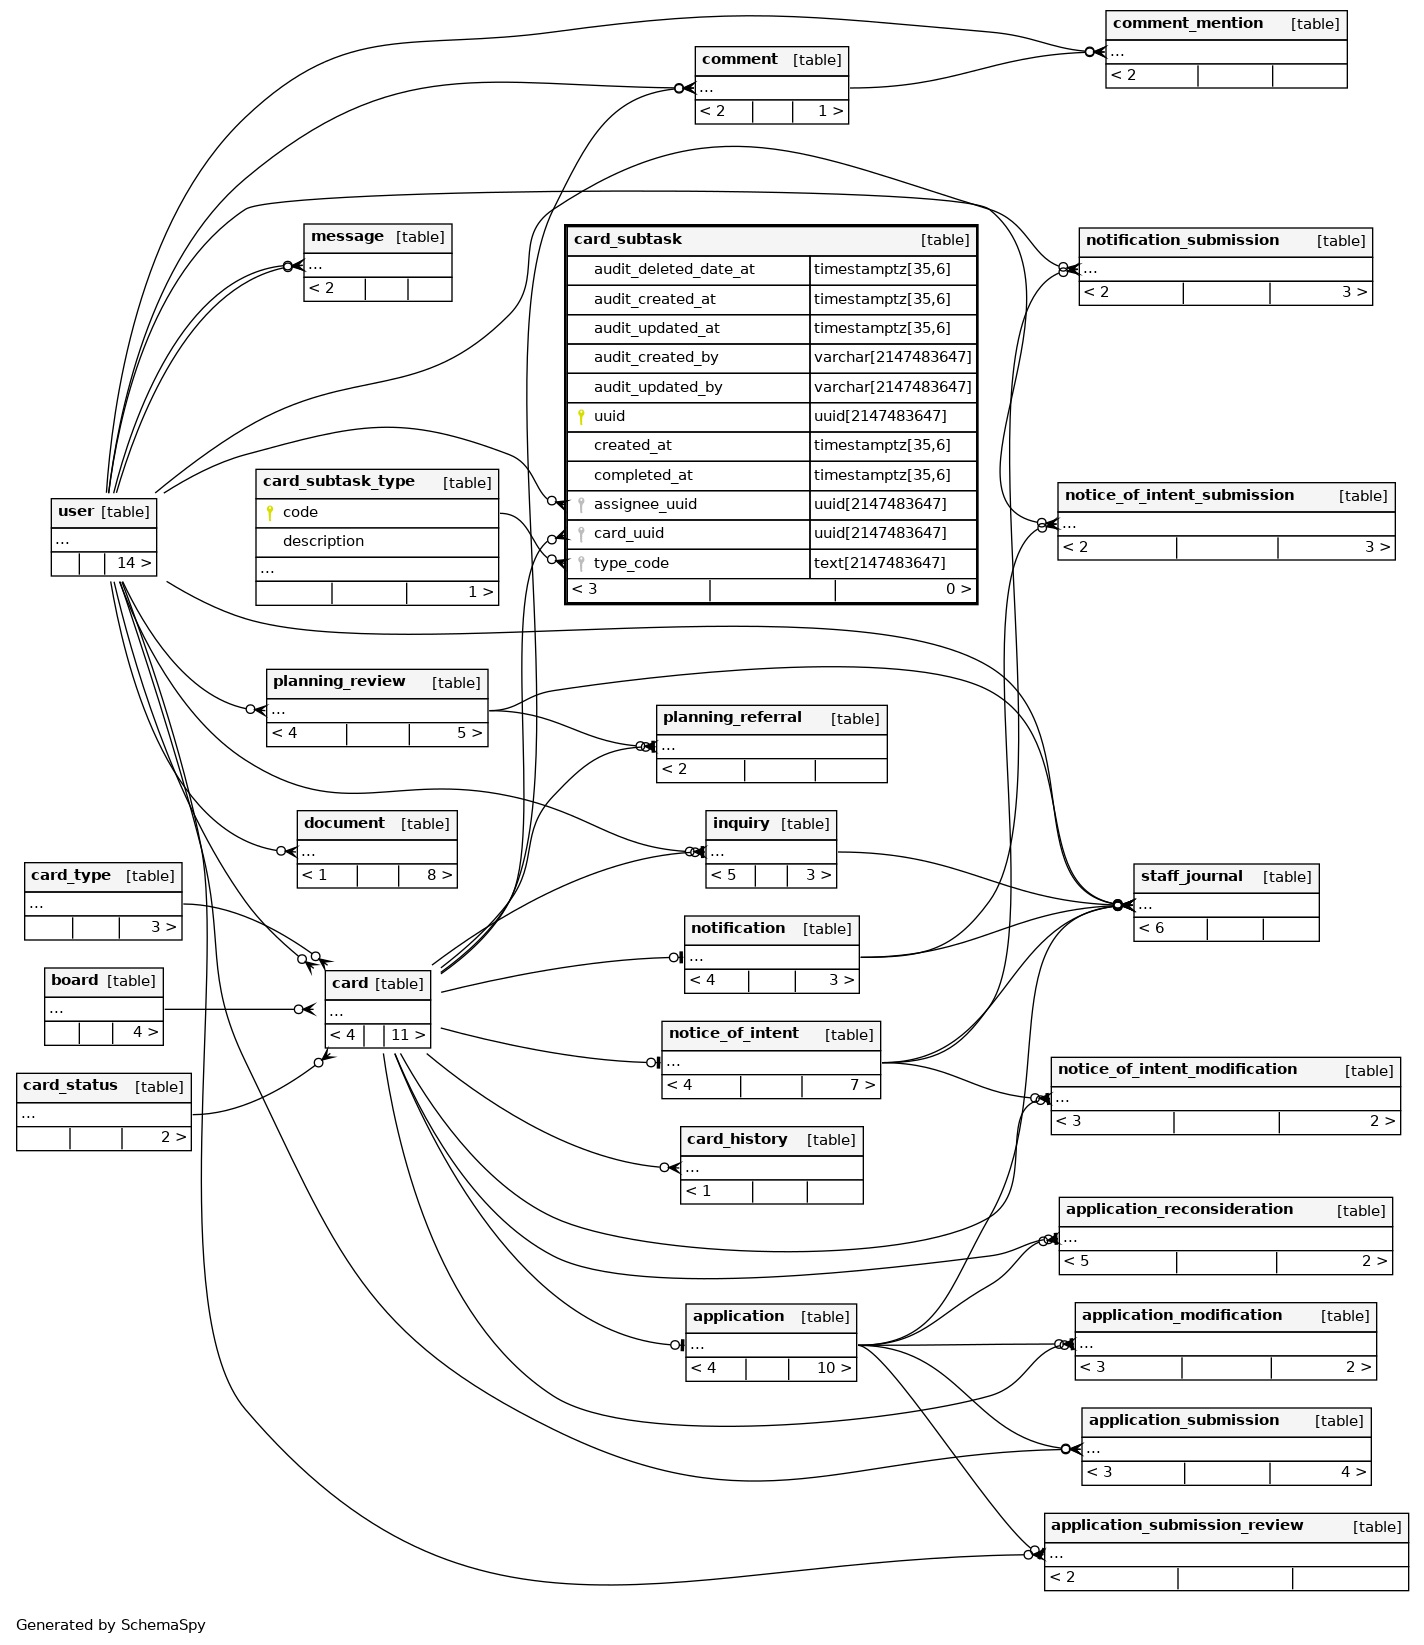 comment_mention [table]
...
< 2
comment [table]
...
< 2 1 >
message [table]
...
< 2
card_subtask [table]
audit_deleted_date_at timestamptz[35,6]
audit_created_at timestamptz[35,6]
audit_updated_at timestamptz[35,6]
audit_created_by varchar[2147483647]
audit_updated_by varchar[2147483647]
uuid uuid[2147483647]
created_at timestamptz[35,6]
completed_at timestamptz[35,6]
assignee_uuid uuid[2147483647]
card_uuid uuid[2147483647]
type_code text[2147483647]
< 3 0 >
notification_submission [table]
...
< 2 3 >
card_subtask_type [table]
code
description
...
1 >
notice_of_intent_submission [table]
...
< 2 3 >
user [table]
...
14 >
planning_review [table]
...
< 4 5 >
planning_referral [table]
...
< 2
document [table]
...
< 1 8 >
inquiry [table]
...
< 5 3 >
card_type [table]
...
3 >
staff_journal [table]
...
< 6
notification [table]
...
< 4 3 >
board [table]
...
4 >
card [table]
...
< 4 11 >
notice_of_intent [table]
...
< 4 7 >
notice_of_intent_modification [table]
...
< 3 2 >
card_status [table]
...
2 >
card_history [table]
...
< 1
application_reconsideration [table]
...
< 5 2 >
application [table]
...
< 4 10 >
application_modification [table]
...
< 3 2 >
application_submission [table]
...
< 3 4 >
application_submission_review [table]
...
< 2
Generated by SchemaSpy